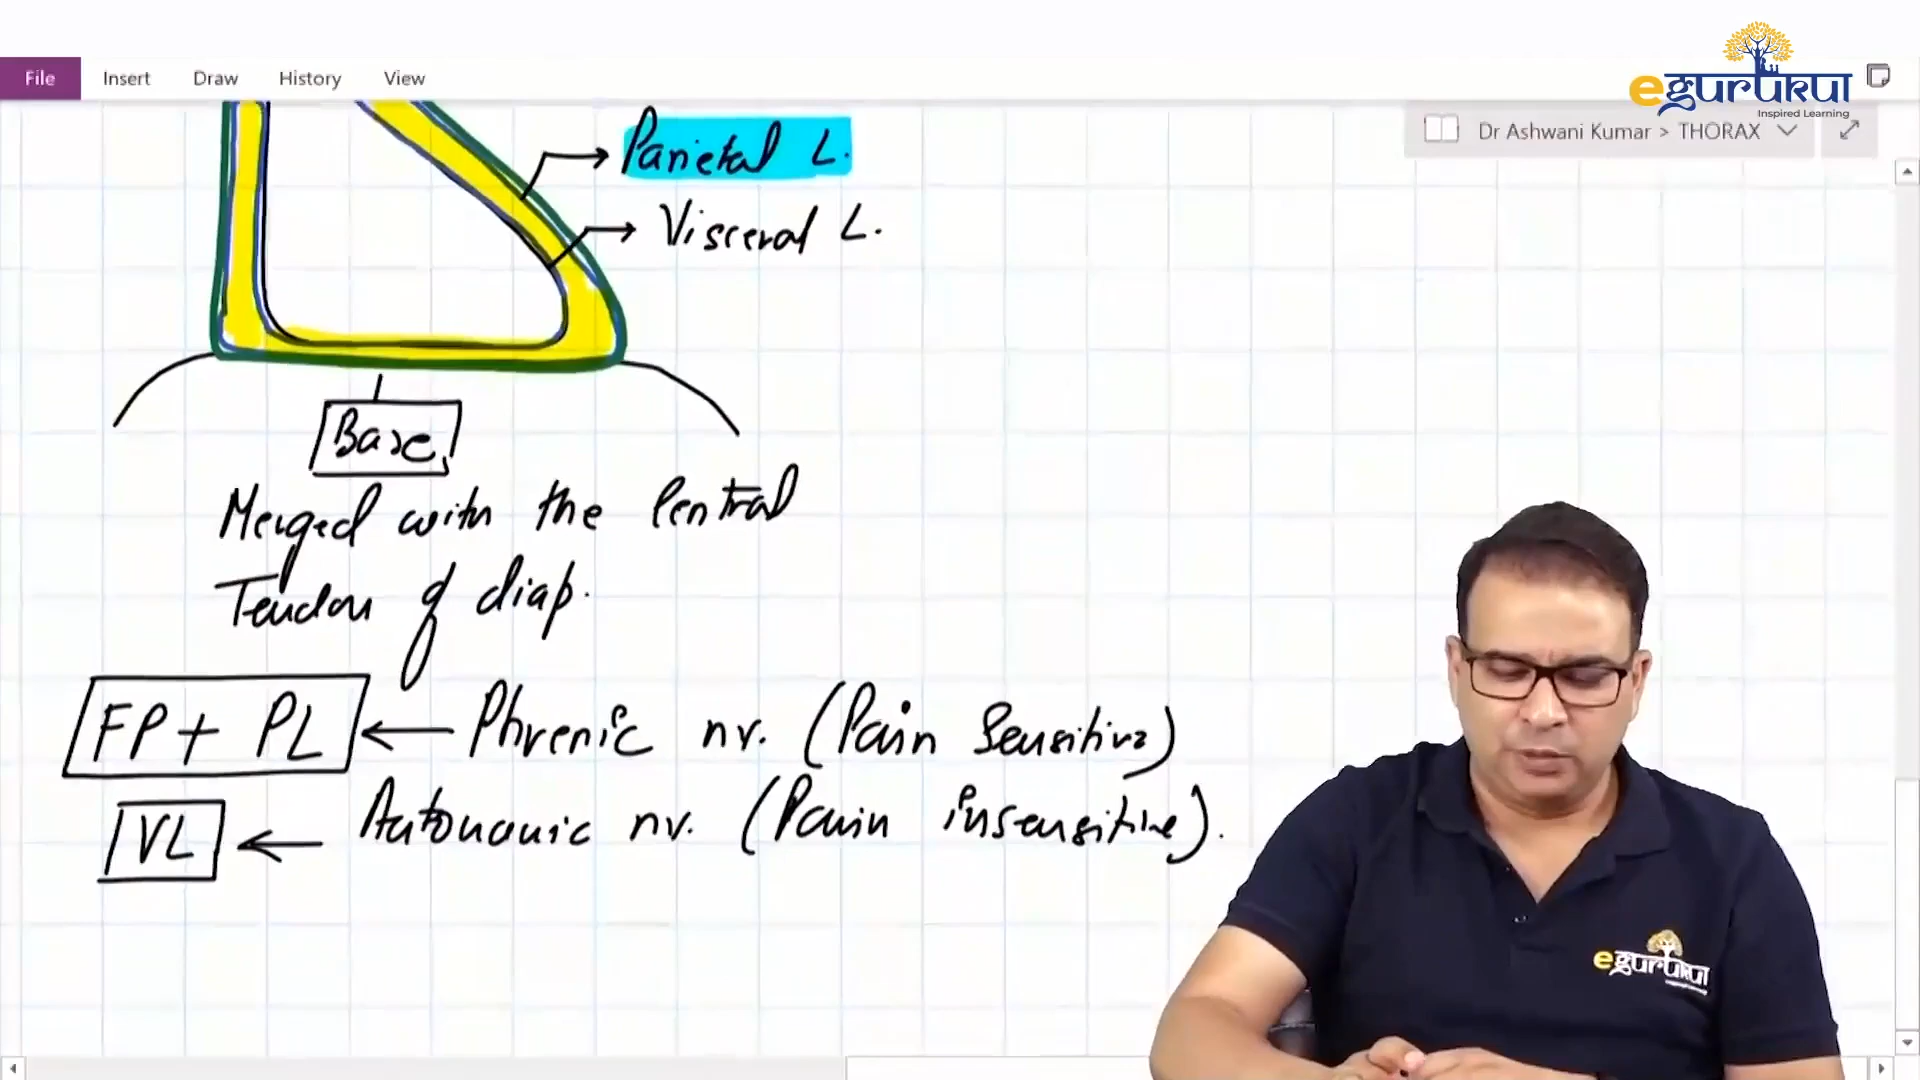 egurukul
Inspired Learning
File Insert Draw History View
Dr Ashwani Kumar > THORAX
Parietal L.
Visceral L.
Base
Merged with the Central
Tendon of diap.
FP + PL ← Phrenic nv. (Pain Sensitive)
VL ← Autonomic nv. (Pain insensitive).
egurukul